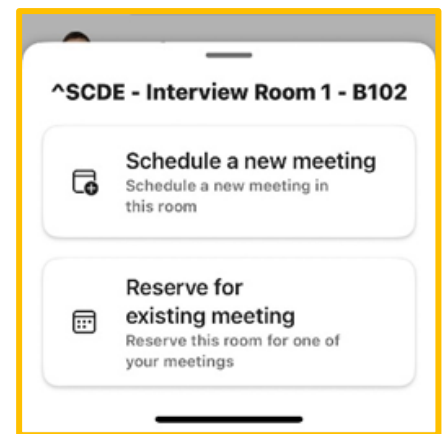 ^SCDE - Interview Room 1 - B102
Schedule a new meeting
Schedule a new meeting in
this room
Reserve for
existing meeting
Reserve this room for one of
your meetings